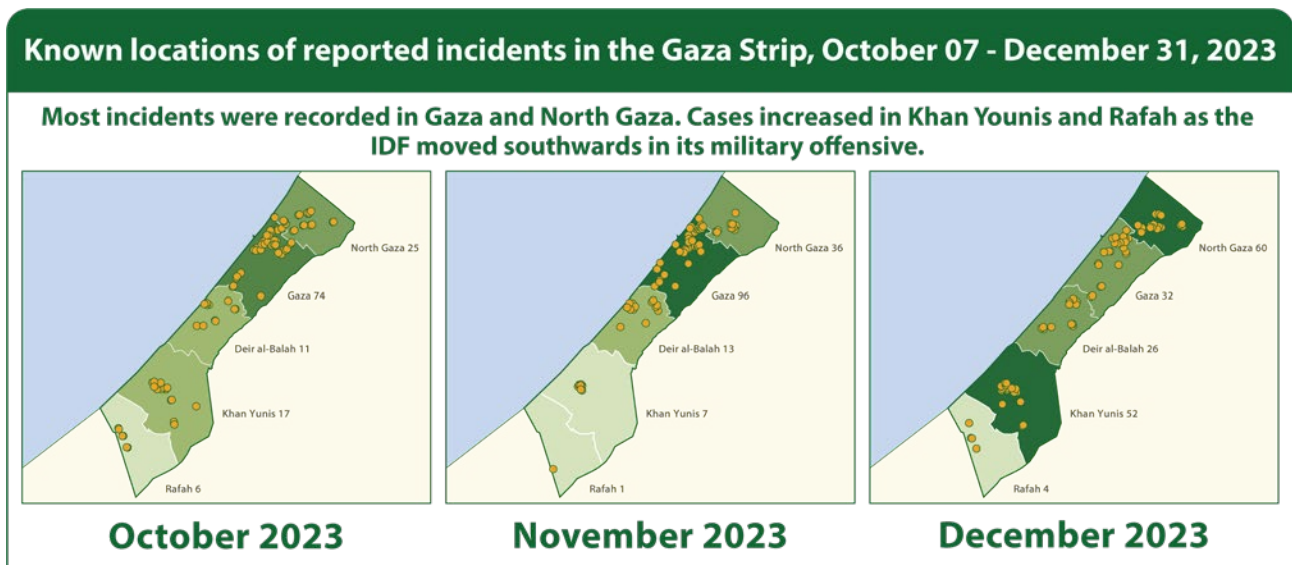 Known locations of reported incidents in the Gaza Strip, October 07 - December 31, 2023
Most incidents were recorded in Gaza and North Gaza. Cases increased in Khan Younis and Rafah as the
IDF moved southwards in its military offensive.
North Gaza 25
Gaza 74
Deir al-Balah 11
Khan Yunis 17
Rafah 6
October 2023
North Gaza 36
Gaza 96
Deir al-Balah 13
Khan Yunis 7
Rafah 1
November 2023
North Gaza 60
Gaza 32
Deir al-Balah 26
Khan Yunis 52
Rafah 4
December 2023